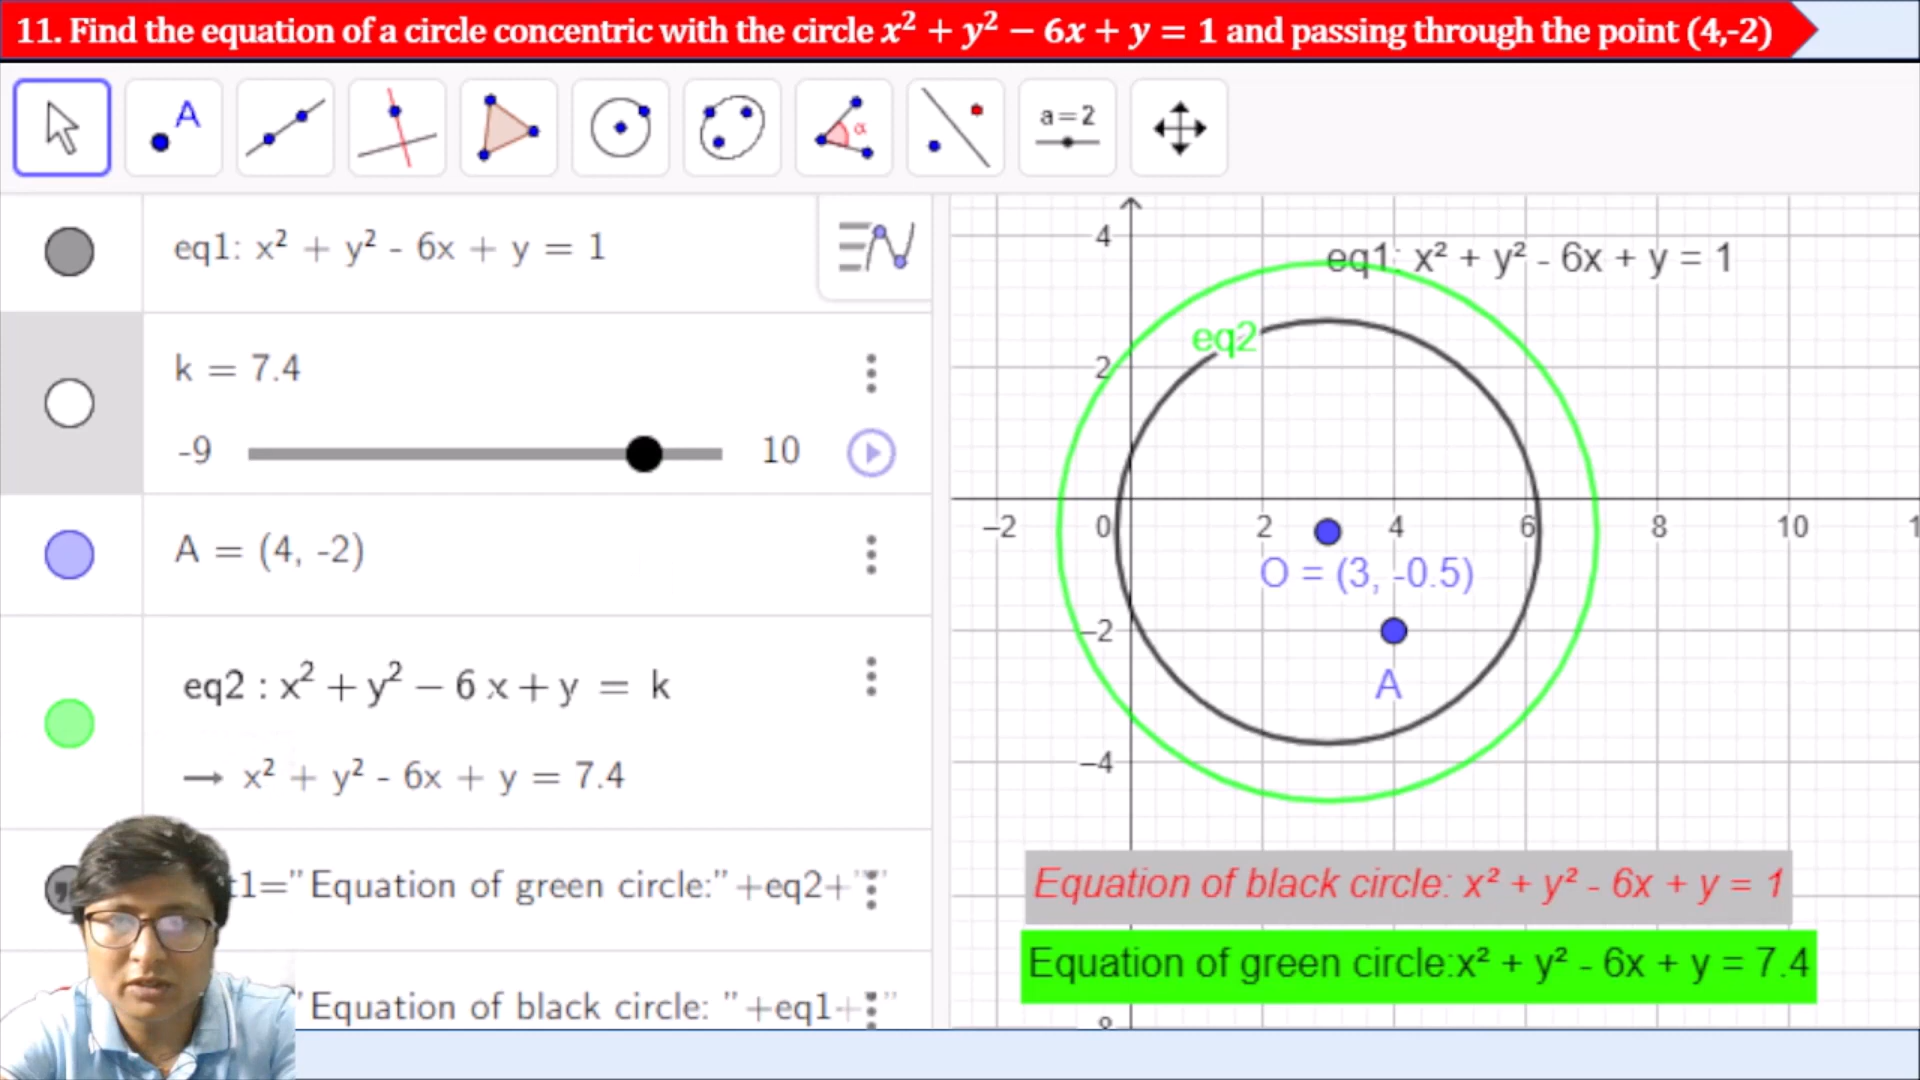 11. Find the equation of a circle concentric with the circle x² + y² − 6x + y = 1 and passing through the point (4,-2)
A
α
a=2
eq1: x² + y² - 6x + y = 1
k = 7.4
-9
10
A = (4, -2)
eq2 : x² + y² − 6 x + y = k
→ x² + y² - 6x + y = 7.4
1="Equation of green circle:"+eq2+""
"Equation of black circle: "+eq1+"
4
eq1: x² + y² - 6x + y = 1
eq2
2
−2
0
2
4
6
8
10
1
O = (3, -0.5)
−2
A
−4
Equation of black circle: x² + y² - 6x + y = 1
Equation of green circle:x² + y² - 6x + y = 7.4